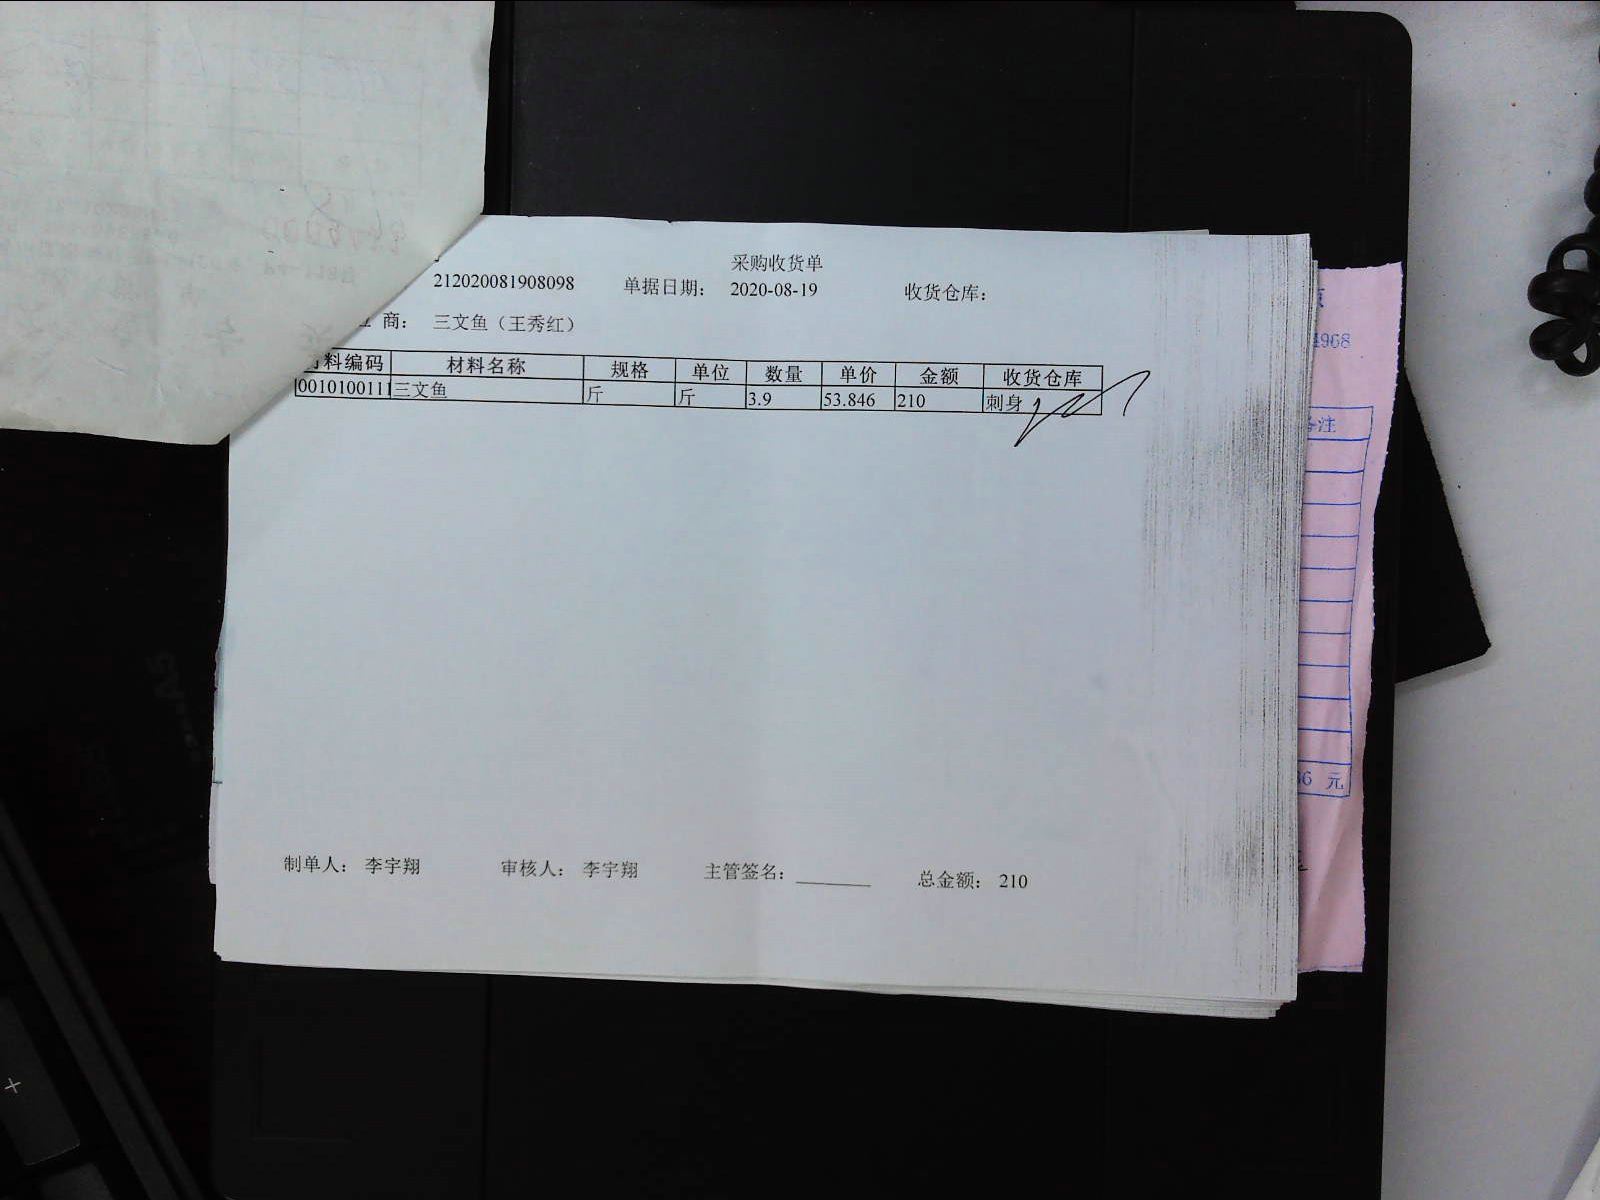 采购收货单
212020081908098 单据日期： 2020-08-19 收货仓库：
商： 三文鱼（王秀红）
料编码 材料名称 规格 单位 数量 单价 金额 收货仓库
0010100111 三文鱼 斤 斤 3.9 53.846 210 刺身
制单人： 李宇翔 审核人： 李宇翔 主管签名： 总金额： 210
4968
注
66 元